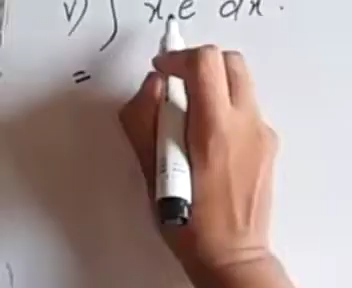 v) ∫ x.e dx.
=